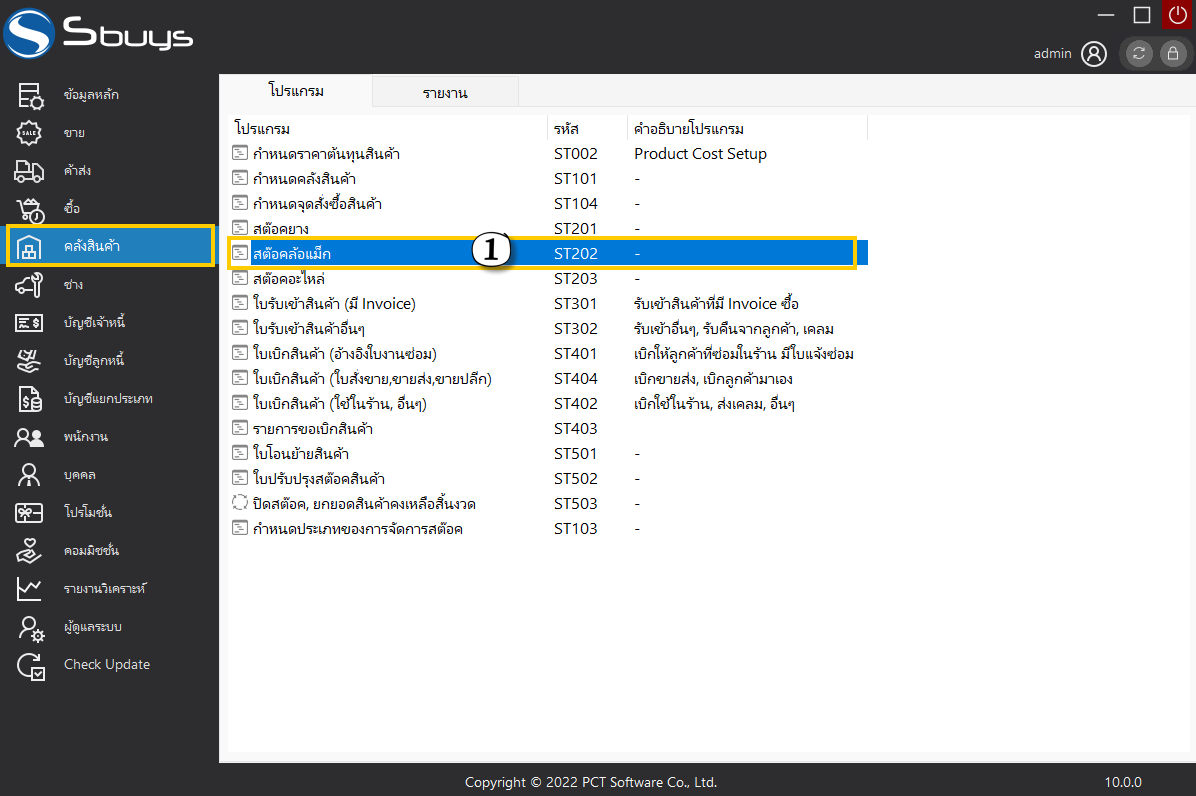 Sbuys
admin
ข้อมูลหลัก
ขาย
ค้าส่ง
ซื้อ
คลังสินค้า
ช่าง
บัญชีเจ้าหนี้
บัญชีลูกหนี้
บัญชีแยกประเภท
พนักงาน
บุคคล
โปรโมชั่น
คอมมิชชั่น
รายงานวิเคราะห์
ผู้ดูแลระบบ
Check Update
โปรแกรม รายงาน
โปรแกรม รหัส คำอธิบายโปรแกรม
กำหนดราคาต้นทุนสินค้า ST002 Product Cost Setup
กำหนดคลังสินค้า ST101 -
กำหนดจุดสั่งซื้อสินค้า ST104 -
สต๊อคยาง ST201 -
สต๊อคล้อแม็ก 1 ST202 -
สต๊อคอะไหล่ ST203 -
ใบรับเข้าสินค้า (มี Invoice) ST301 รับเข้าสินค้าที่มี Invoice ซื้อ
ใบรับเข้าสินค้าอื่นๆ ST302 รับเข้าอื่นๆ, รับคืนจากลูกค้า, เคลม
ใบเบิกสินค้า (อ้างอิงใบงานซ่อม) ST401 เบิกให้ลูกค้าที่ซ่อมในร้าน มีใบแจ้งซ่อม
ใบเบิกสินค้า (ใบสั่งขาย,ขายส่ง,ขายปลีก) ST404 เบิกขายส่ง, เบิกลูกค้ามาเอง
ใบเบิกสินค้า (ใช้ในร้าน, อื่นๆ) ST402 เบิกใช้ในร้าน, ส่งเคลม, อื่นๆ
รายการขอเบิกสินค้า ST403
ใบโอนย้ายสินค้า ST501 -
ใบปรับปรุงสต๊อคสินค้า ST502 -
ปิดสต๊อค, ยกยอดสินค้าคงเหลือสิ้นงวด ST503 -
กำหนดประเภทของการจัดการสต๊อค ST103 -
Copyright © 2022 PCT Software Co., Ltd. 10.0.0